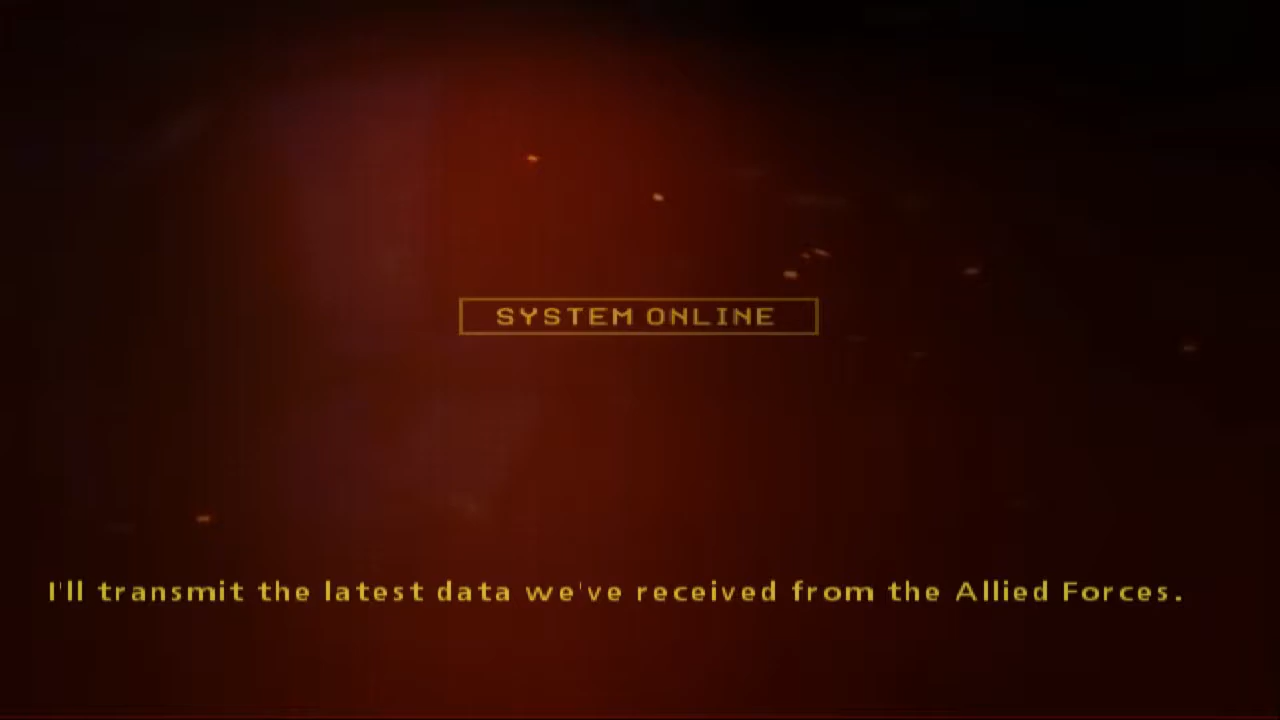 SYSTEM ONLINE
I'll transmit the latest data we've received from the Allied Forces.